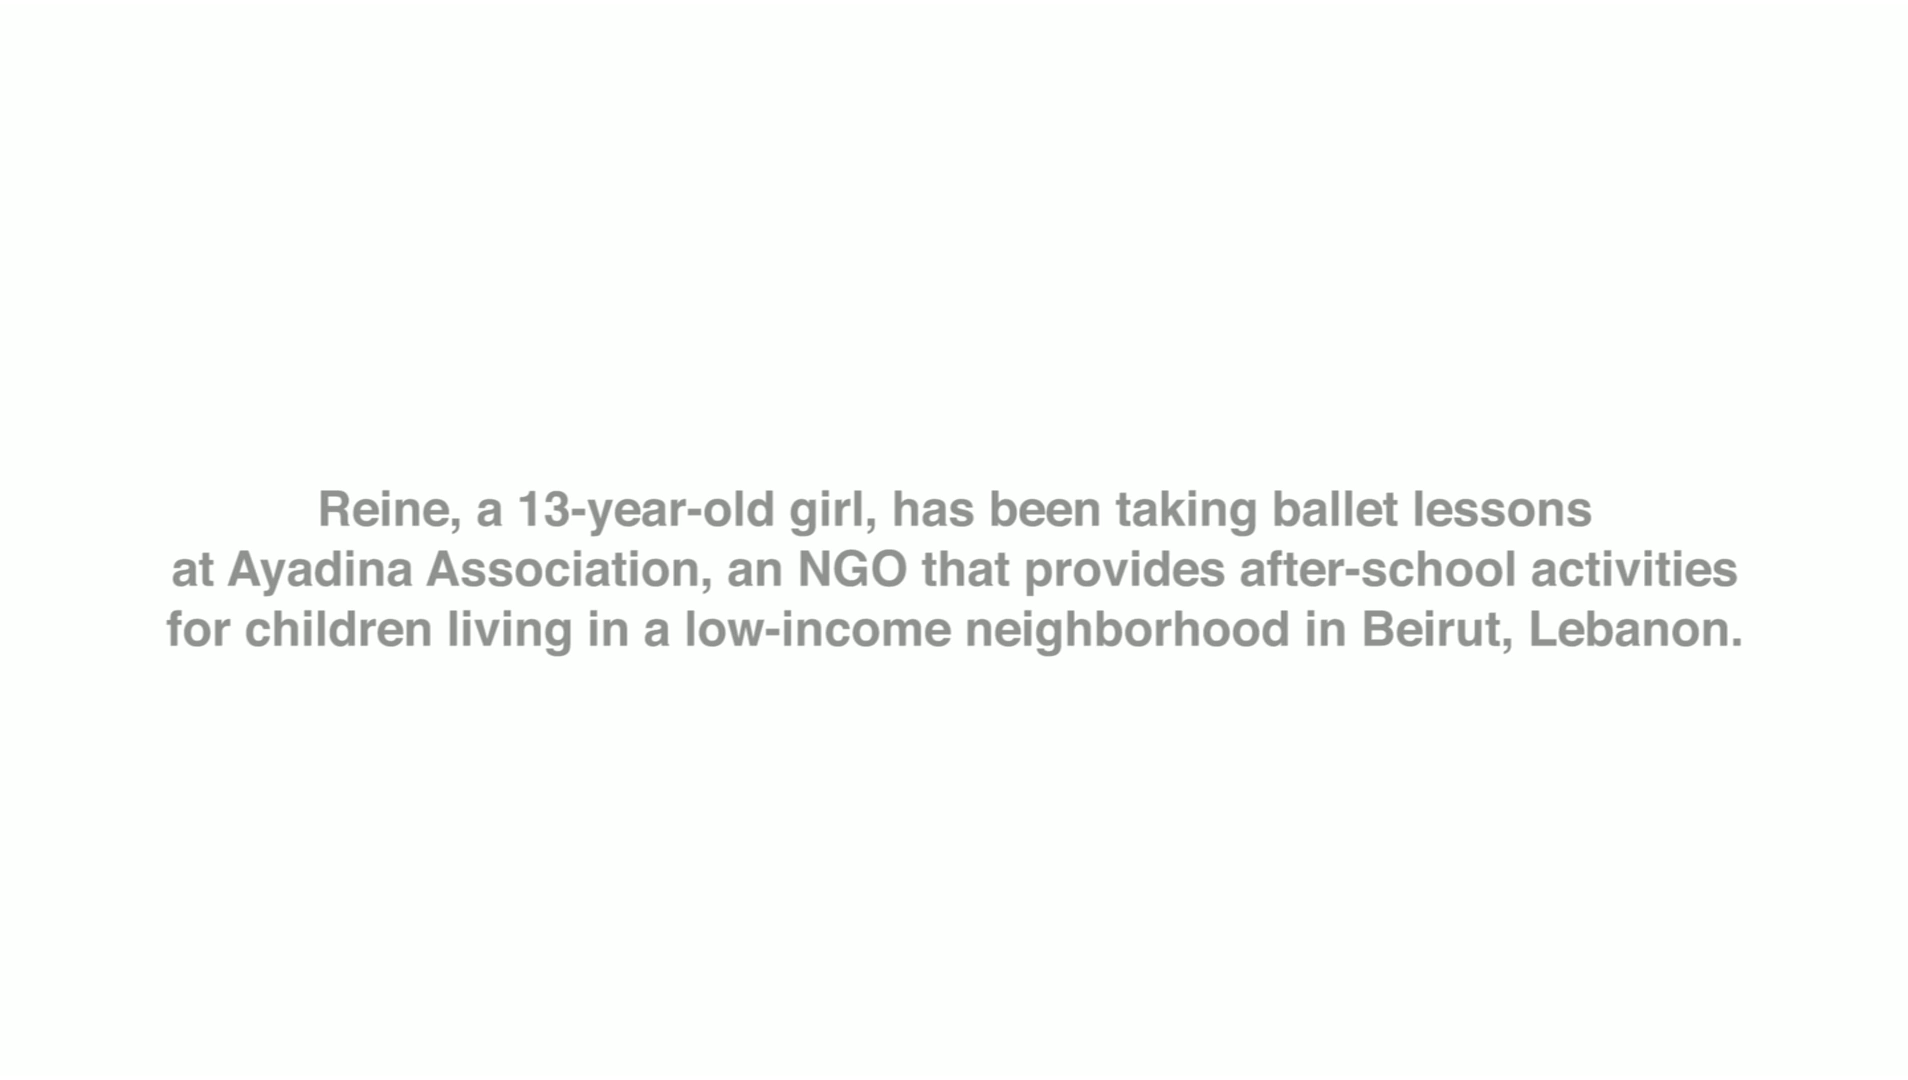 Reine, a 13-year-old girl, has been taking ballet lessons
at Ayadina Association, an NGO that provides after-school activities
for children living in a low-income neighborhood in Beirut, Lebanon.